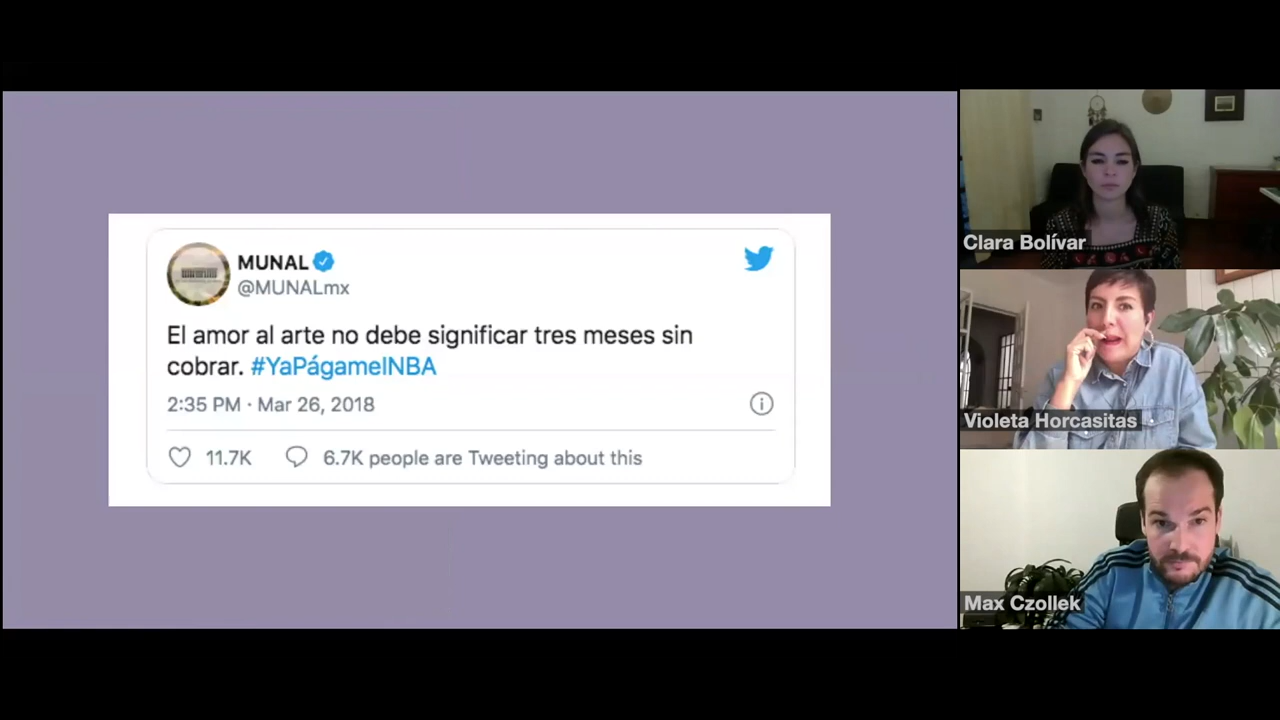 MUNAL
@MUNALmx
El amor al arte no debe significar tres meses sin
cobrar. #YaPágameINBA
2:35 PM · Mar 26, 2018
11.7K 6.7K people are Tweeting about this
Clara Bolívar
Violeta Horcasitas
Max Czollek